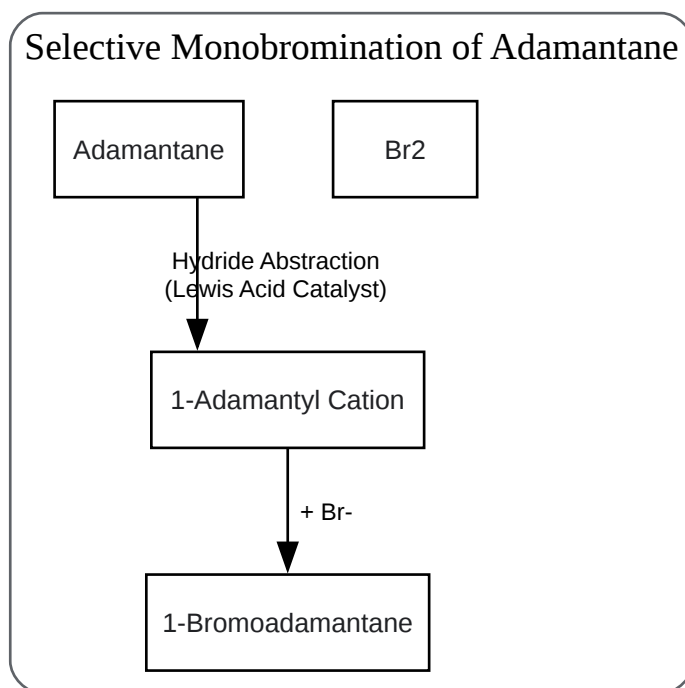 Selective Monobromination of Adamantane
Adamantane
Br2
Hydride Abstraction
(Lewis Acid Catalyst)
1-Adamantyl Cation
+ Br-
1-Bromoadamantane